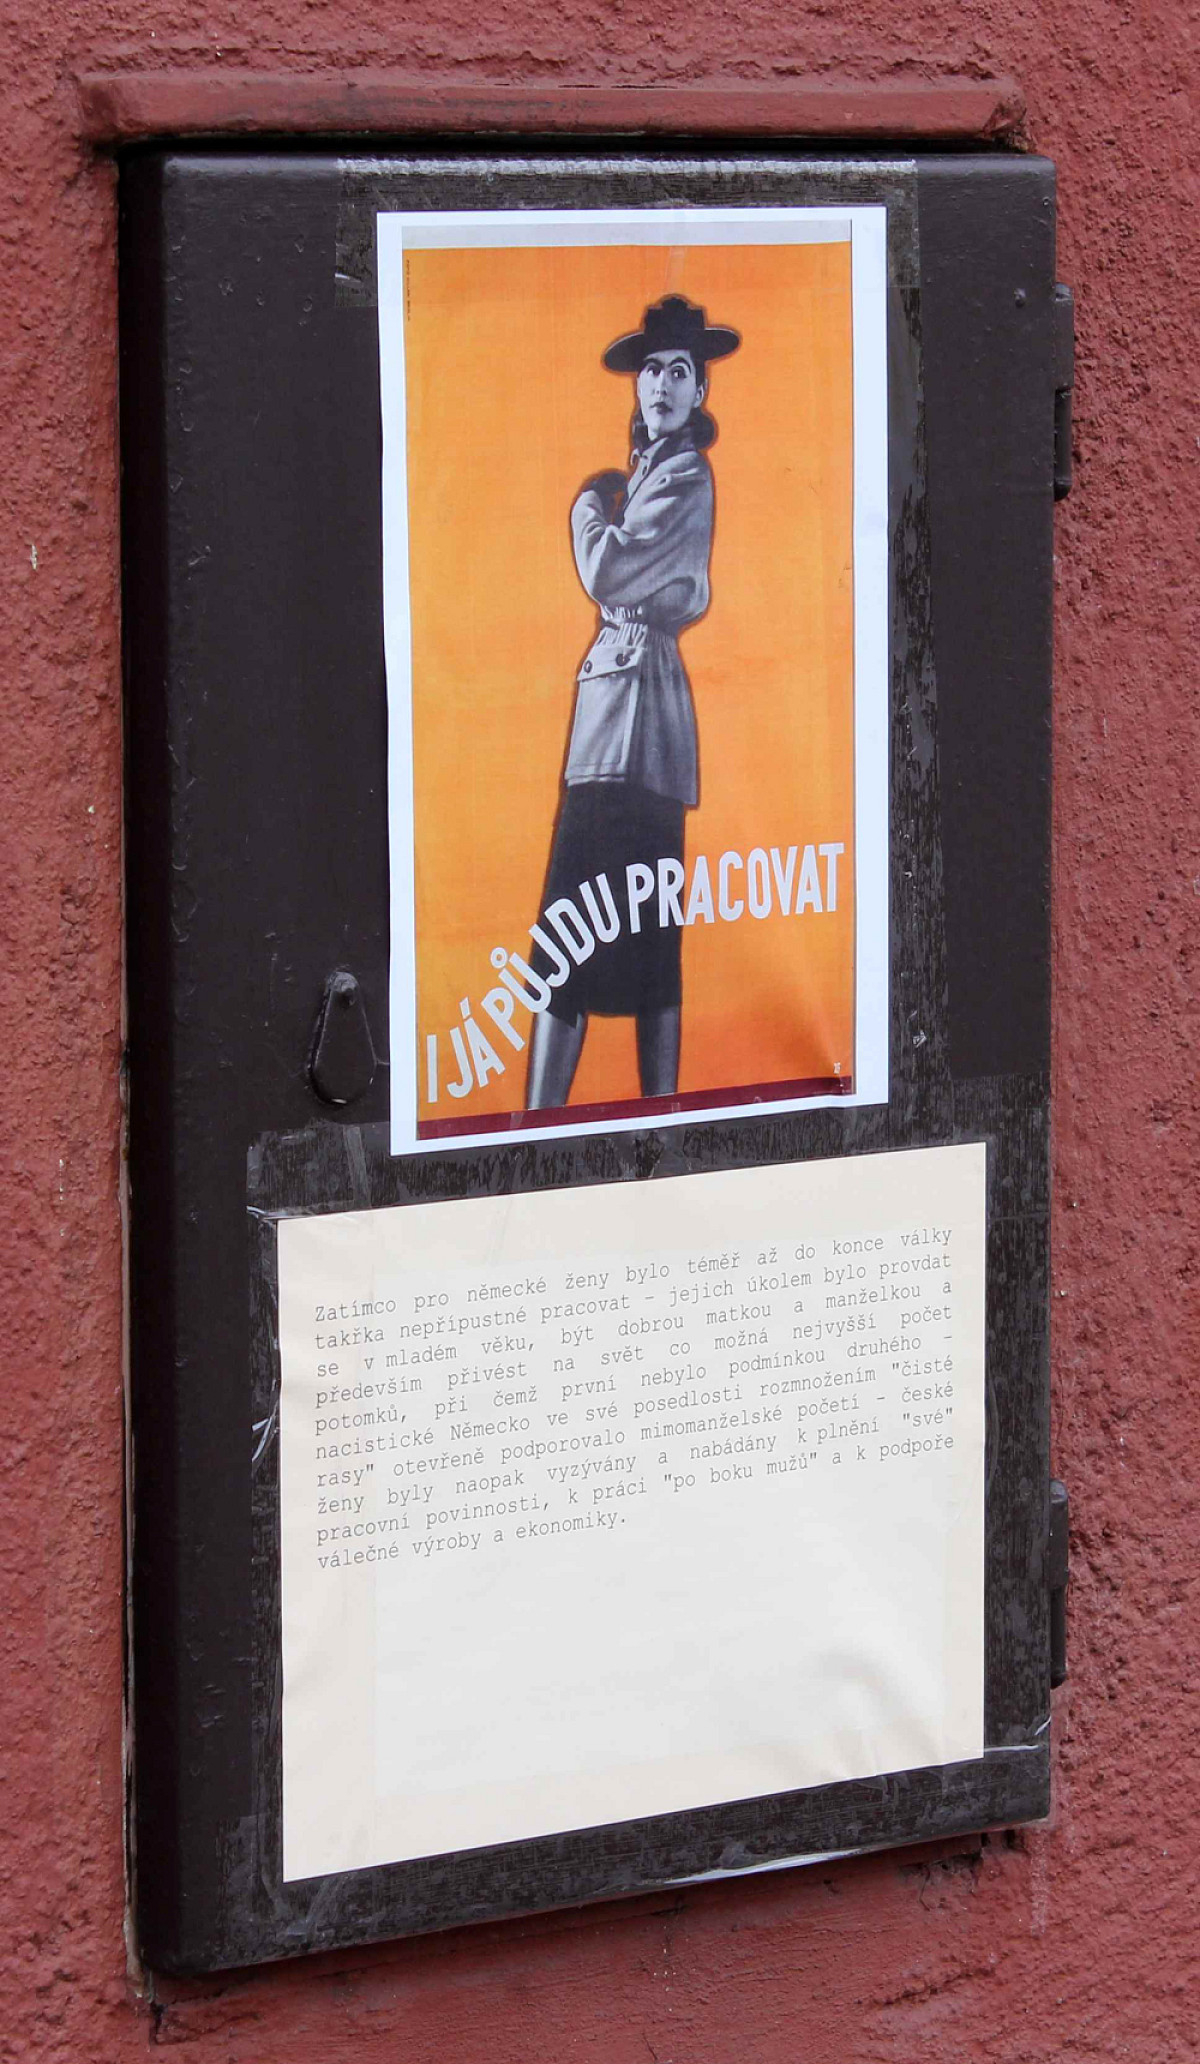 I JÁ PŮJDU PRACOVAT
Zatímco pro německé ženy bylo téměř až do konce války
takřka nepřípustné pracovat – jejich úkolem bylo provdat
se v mladém věku, být dobrou matkou a manželkou a
především přivést na svět co možná nejvyšší počet
potomků, při čemž první nebylo podmínkou druhého –
nacistické Německo ve své posedlosti rozmnožením "čisté
rasy" otevřeně podporovalo mimomanželské početí – české
ženy byly naopak vyzývány a nabádány k plnění "své"
pracovní povinnosti, k práci "po boku mužů" a k podpoře
válečné výroby a ekonomiky.